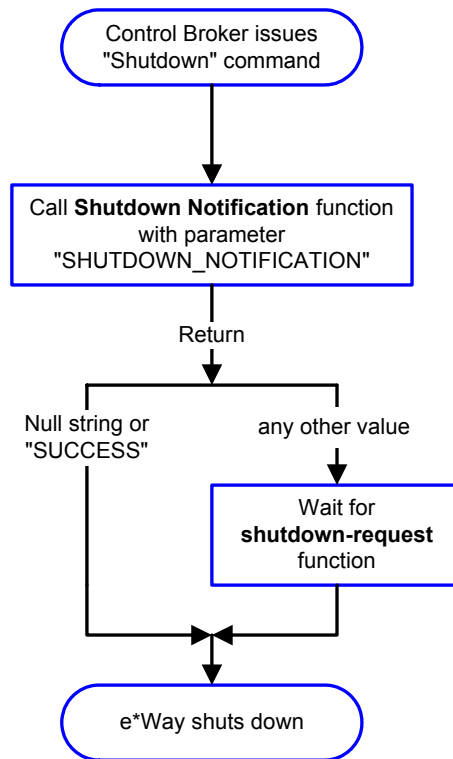 Control Broker issues
"Shutdown" command
Call Shutdown Notification function
with parameter
"SHUTDOWN_NOTIFICATION"
Return
Null string or
"SUCCESS"
any other value
Wait for
shutdown-request
function
e*Way shuts down